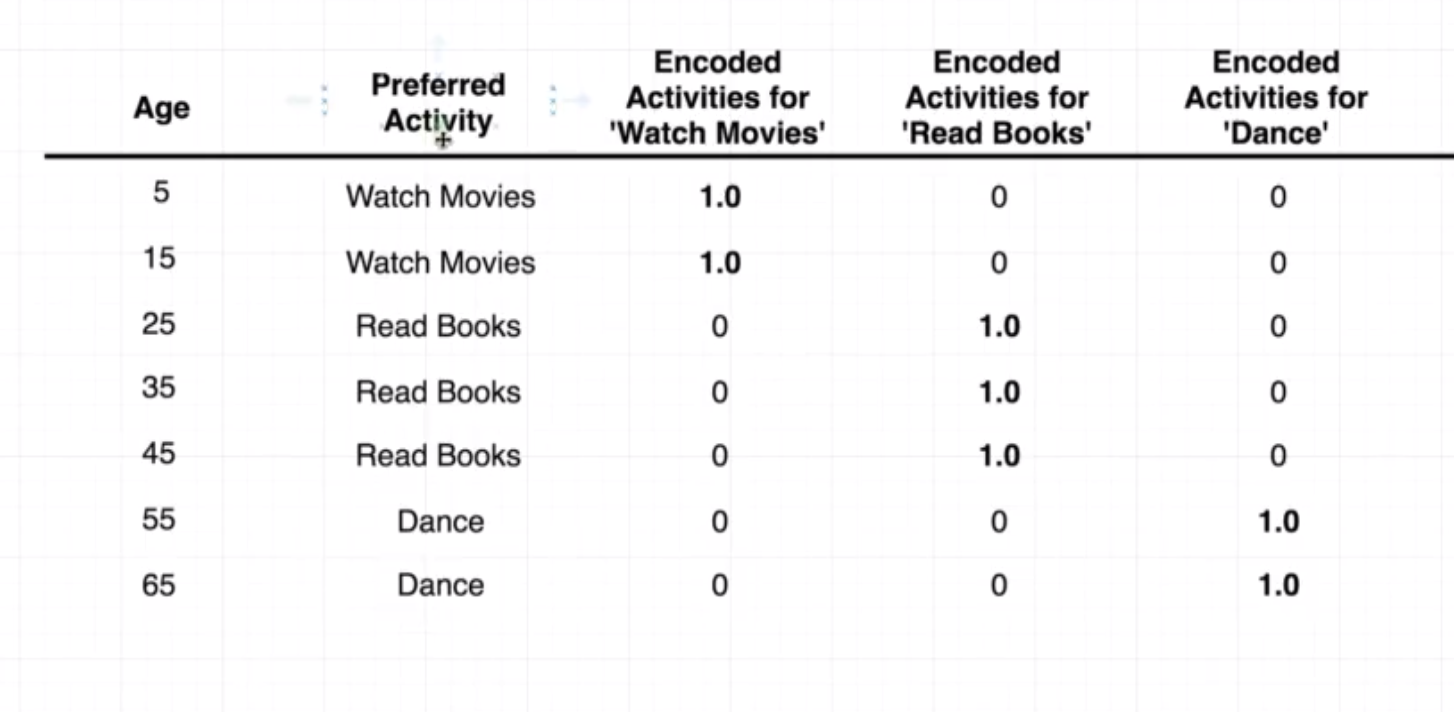 Age Preferred Activity Encoded Activities for 'Watch Movies' Encoded Activities for 'Read Books' Encoded Activities for 'Dance'
5 Watch Movies 1.0 0 0
15 Watch Movies 1.0 0 0
25 Read Books 0 1.0 0
35 Read Books 0 1.0 0
45 Read Books 0 1.0 0
55 Dance 0 0 1.0
65 Dance 0 0 1.0